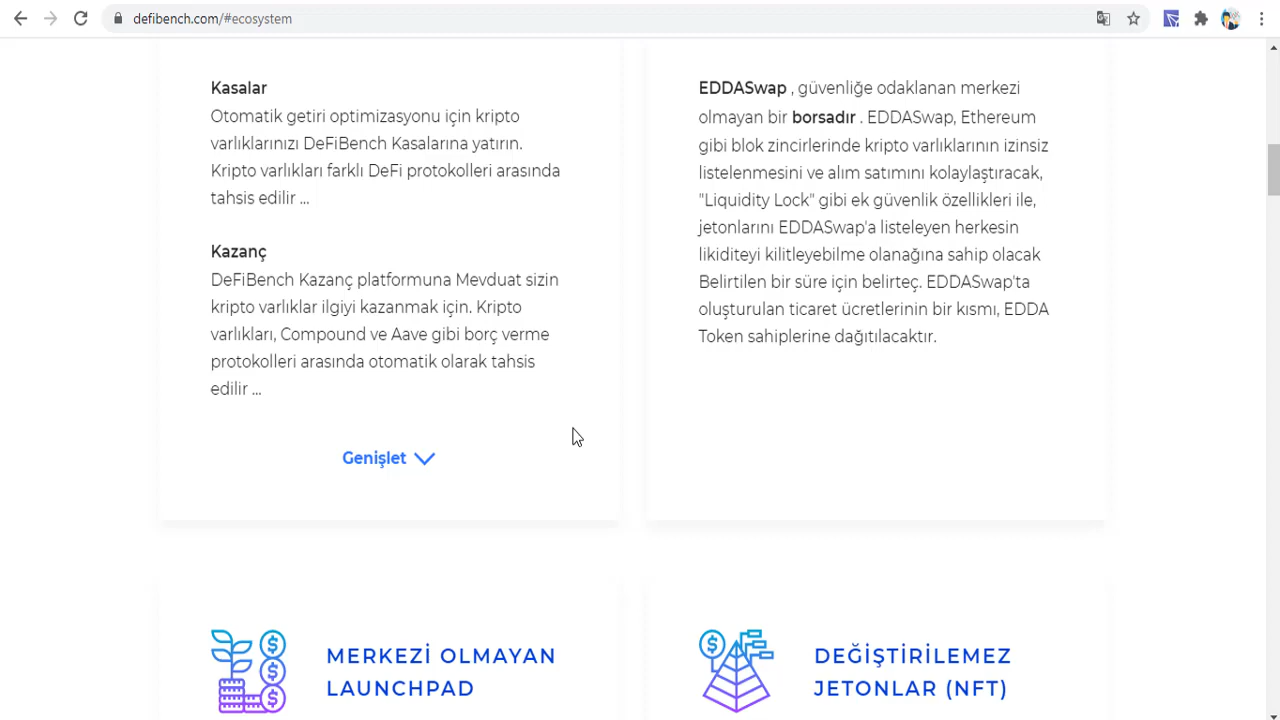 defibench.com/#ecosystem
Kasalar
Otomatik getiri optimizasyonu için kripto
varlıklarınızı DeFiBench Kasalarına yatırın.
Kripto varlıkları farklı DeFi protokolleri arasında
tahsis edilir ...
Kazanç
DeFiBench Kazanç platformuna Mevduat sizin
kripto varlıklar ilgiyi kazanmak için. Kripto
varlıkları, Compound ve Aave gibi borç verme
protokolleri arasında otomatik olarak tahsis
edilir ...
Genişlet
EDDASwap , güvenliğe odaklanan merkezi
olmayan bir borsadır . EDDASwap, Ethereum
gibi blok zincirlerinde kripto varlıklarının izinsiz
listelenmesini ve alım satımını kolaylaştıracak,
"Liquidity Lock" gibi ek güvenlik özellikleri ile,
jetonlarını EDDASwap'a listeleyen herkesin
likiditeyi kilitleyebilme olanağına sahip olacak
Belirtilen bir süre için belirteç. EDDASwap'ta
oluşturulan ticaret ücretlerinin bir kısmı, EDDA
Token sahiplerine dağıtılacaktır.
MERKEZİ OLMAYAN
LAUNCHPAD
DEĞİŞTİRİLEMEZ
JETONLAR (NFT)